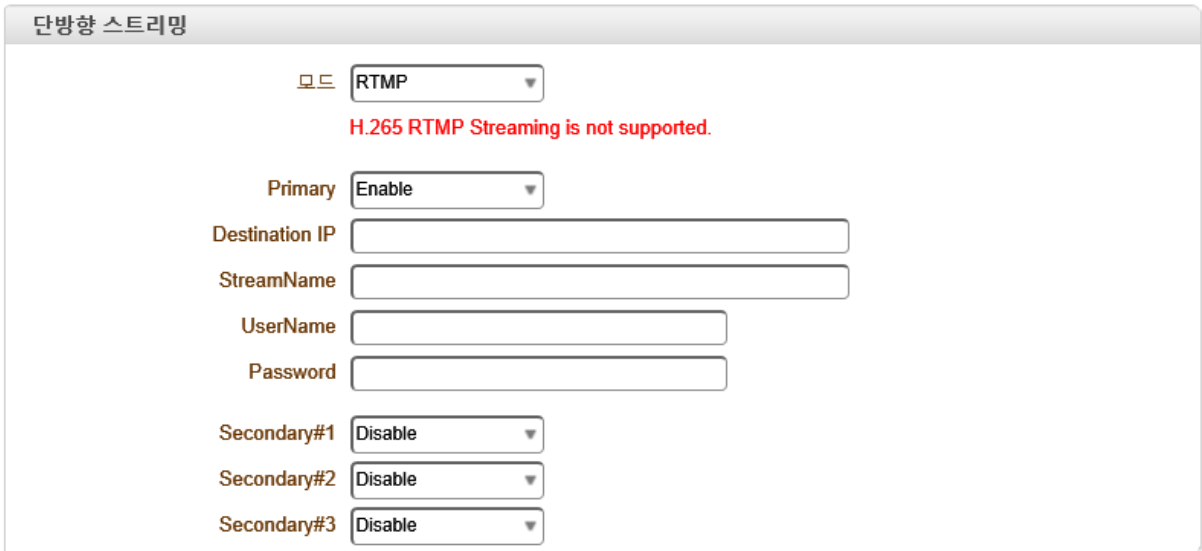 단방향 스트리밍
모드 RTMP
H.265 RTMP Streaming is not supported.
Primary Enable
Destination IP
StreamName
UserName
Password
Secondary#1 Disable
Secondary#2 Disable
Secondary#3 Disable